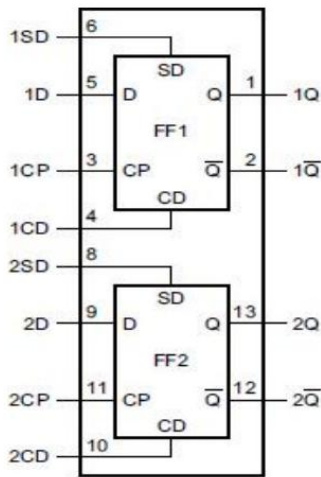 1SD 6
SD
1D 5 D Q 1 1Q
FF1
1CP 3 CP Q̅ 2 1Q̅
CD
1CD 4
2SD 8
SD
2D 9 D Q 13 2Q
FF2
2CP 11 CP Q̅ 12 2Q̅
CD
2CD 10